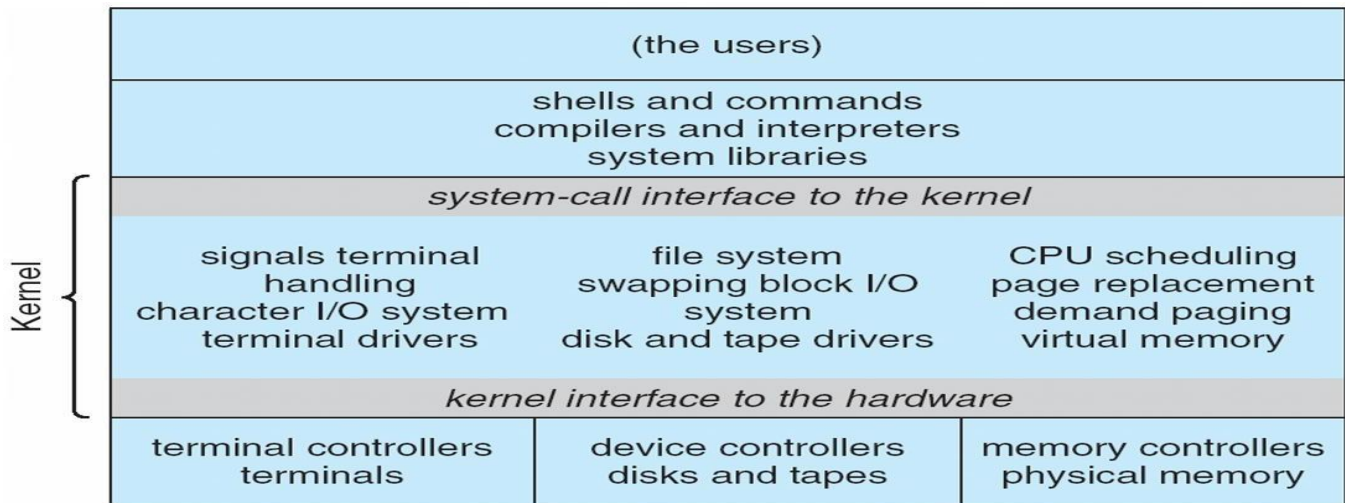 (the users)
shells and commands
compilers and interpreters
system libraries
Kernel
system-call interface to the kernel
signals terminal
handling
character I/O system
terminal drivers
file system
swapping block I/O
system
disk and tape drivers
CPU scheduling
page replacement
demand paging
virtual memory
kernel interface to the hardware
terminal controllers
terminals
device controllers
disks and tapes
memory controllers
physical memory